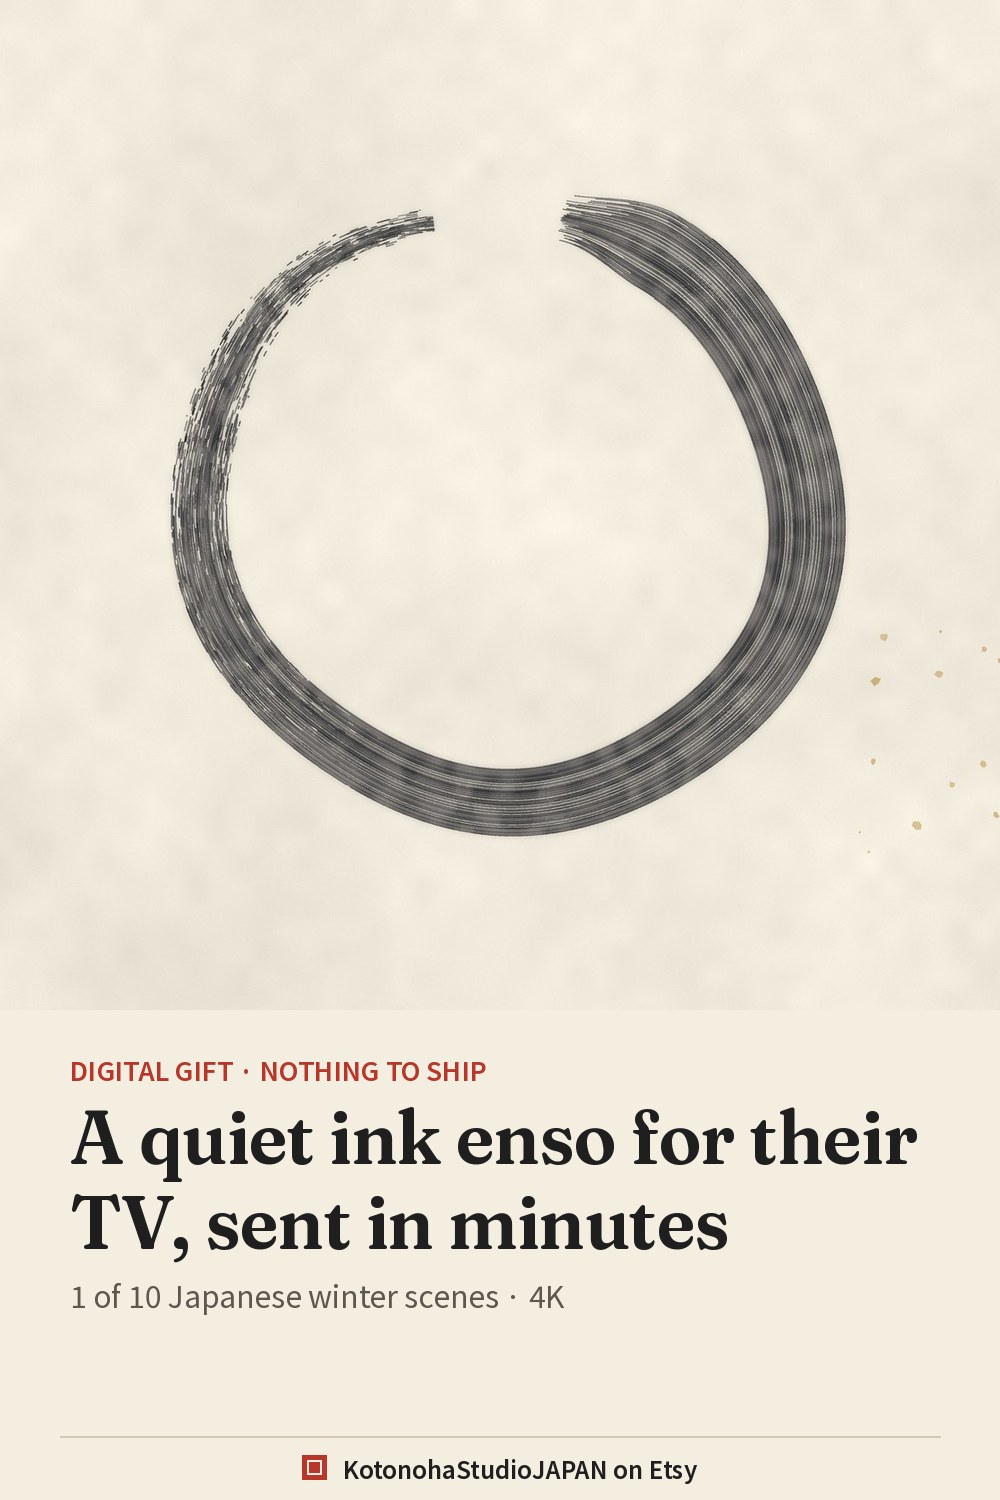 DIGITAL GIFT · NOTHING TO SHIP
A quiet ink enso for their
TV, sent in minutes
1 of 10 Japanese winter scenes · 4K
KotonohaStudioJAPAN on Etsy